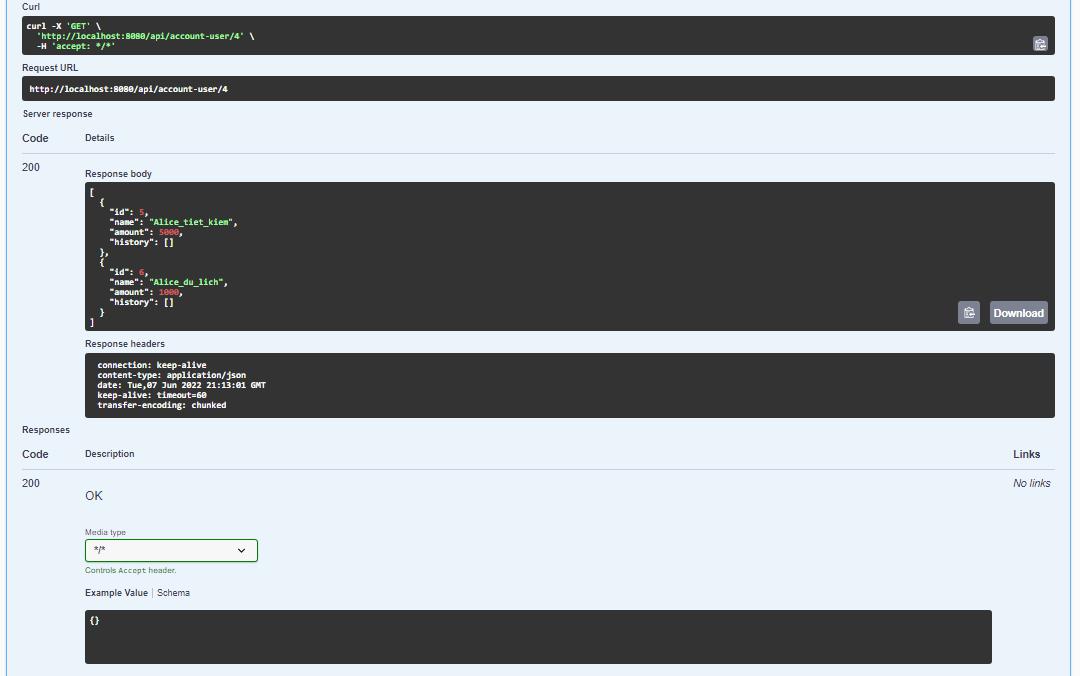 Curl
curl -X 'GET' \
'http://localhost:8080/api/account-user/4' \
-H 'accept: */*'
Request URL
http://localhost:8080/api/account-user/4
Server response
Code Details
200
Response body
[
{
"id": 5,
"name": "Alice_tiet_kiem",
"amount": 5000,
"history": []
},
{
"id": 6,
"name": "Alice_du_lich",
"amount": 1000,
"history": []
}
]
Download
Response headers
connection: keep-alive
content-type: application/json
date: Tue,07 Jun 2022 21:13:01 GMT
keep-alive: timeout=60
transfer-encoding: chunked
Responses
Code Description Links
200 No links
OK
Media type
*/*
Controls Accept header.
Example Value | Schema
{}